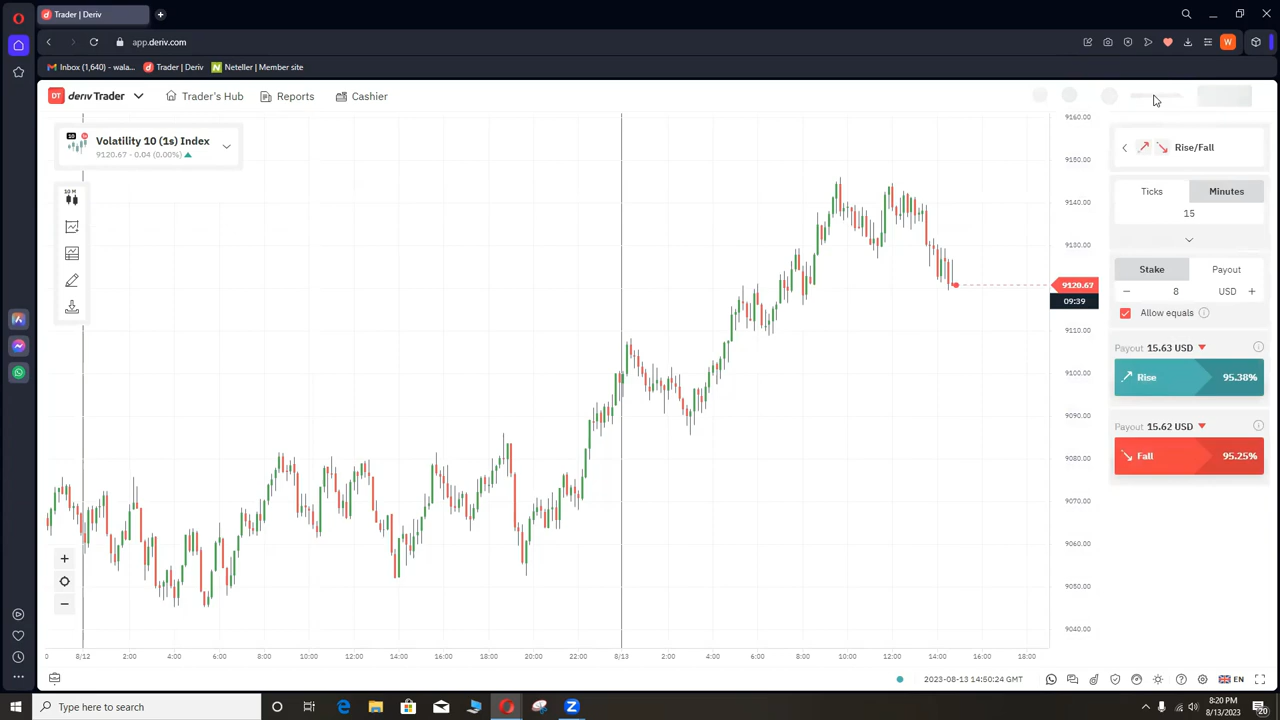 Trader | Deriv
app.deriv.com
Inbox (1,640) - wala...
Trader | Deriv
Neteller | Member site
DT
deriv Trader
Trader's Hub
Reports
Cashier
Volatility 10 (1s) Index
9120.67 - 0.04 (0.00%)
10 M
9160.00
9150.00
9140.00
9130.00
9120.67
09:39
9110.00
9100.00
9090.00
9080.00
9070.00
9060.00
9050.00
9040.00
0
8/12
2:00
4:00
6:00
8:00
10:00
12:00
14:00
16:00
18:00
20:00
22:00
8/13
2:00
4:00
6:00
8:00
10:00
12:00
14:00
16:00
18:00
Rise/Fall
Ticks
Minutes
15
Stake
Payout
8
USD
Allow equals
Payout 15.63 USD
Rise
95.38%
Payout 15.62 USD
Fall
95.25%
2023-08-13 14:50:24 GMT
EN
Type here to search
8:20 PM
8/13/2023
20